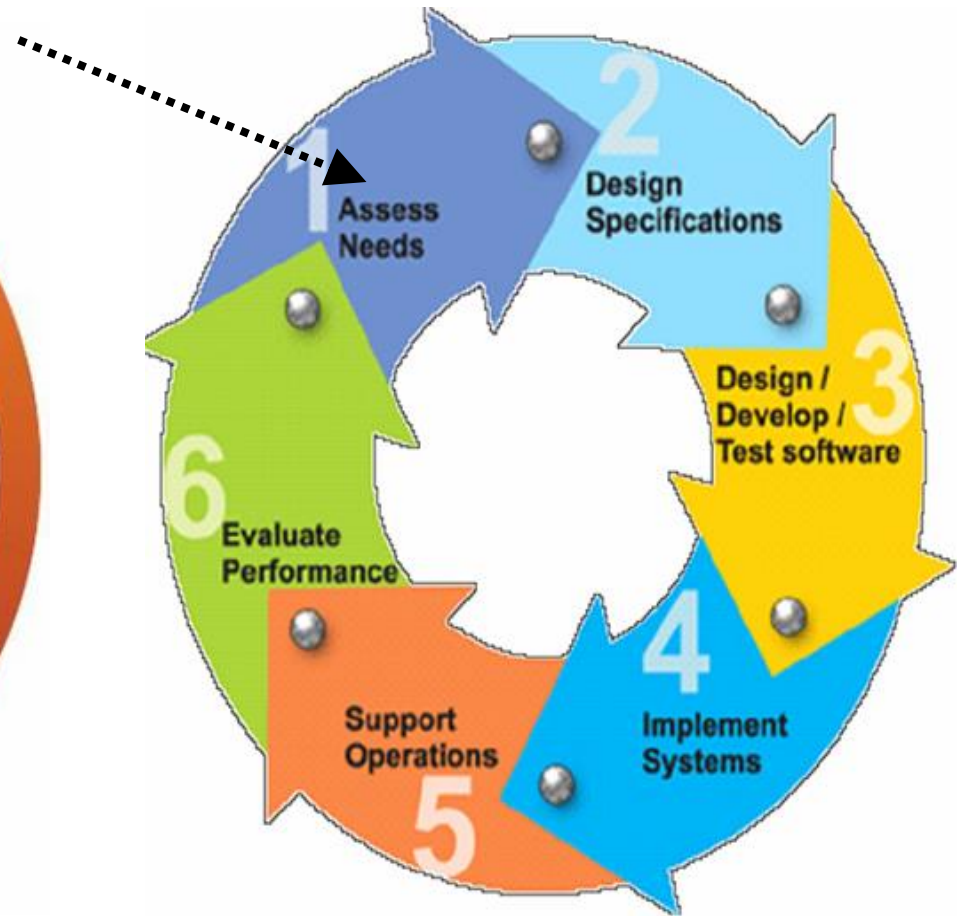 1
Assess
Needs
2
Design
Specifications
3
Design /
Develop /
Test software
4
Implement
Systems
5
Support
Operations
6
Evaluate
Performance